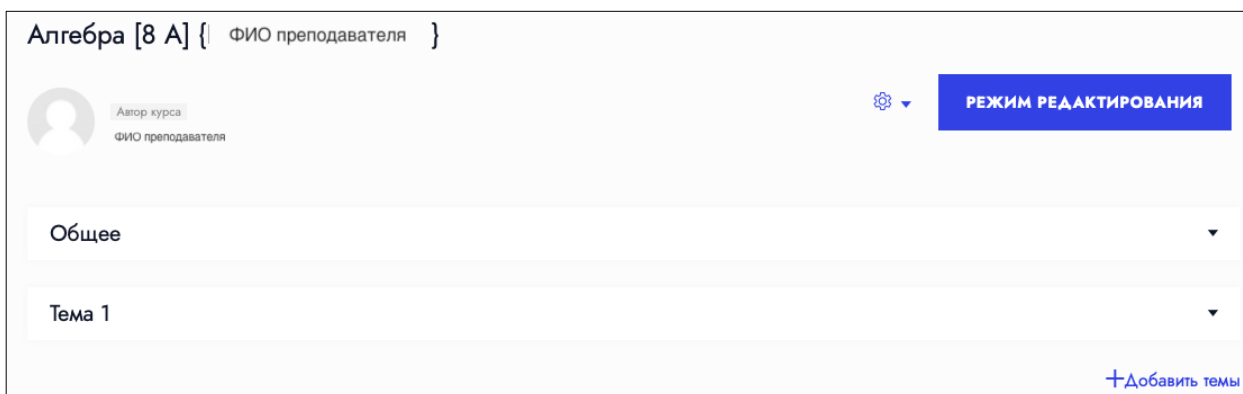 Алгебра [8 А] { ФИО преподавателя }
Автор курса
ФИО преподавателя
РЕЖИМ РЕДАКТИРОВАНИЯ
Общее
Тема 1
+Добавить темы